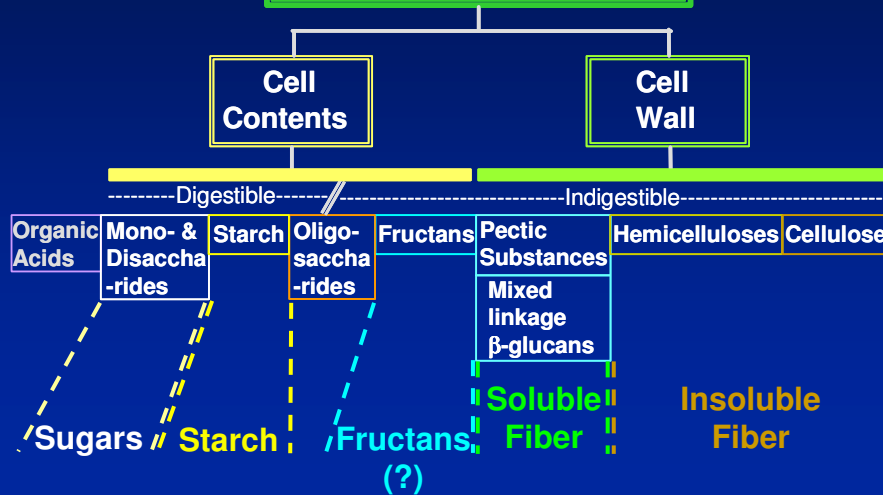 Cell
Contents
Cell
Wall
---------Digestible-------
-----------------------------Indigestible--------------------------
Organic
Acids
Mono- &
Disaccha
-rides
Starch
Oligo-
saccha
-rides
Fructans
Pectic
Substances
Hemicelluloses
Cellulose
Mixed
linkage
β-glucans
Sugars
Starch
Fructans
(?)
Soluble
Fiber
Insoluble
Fiber